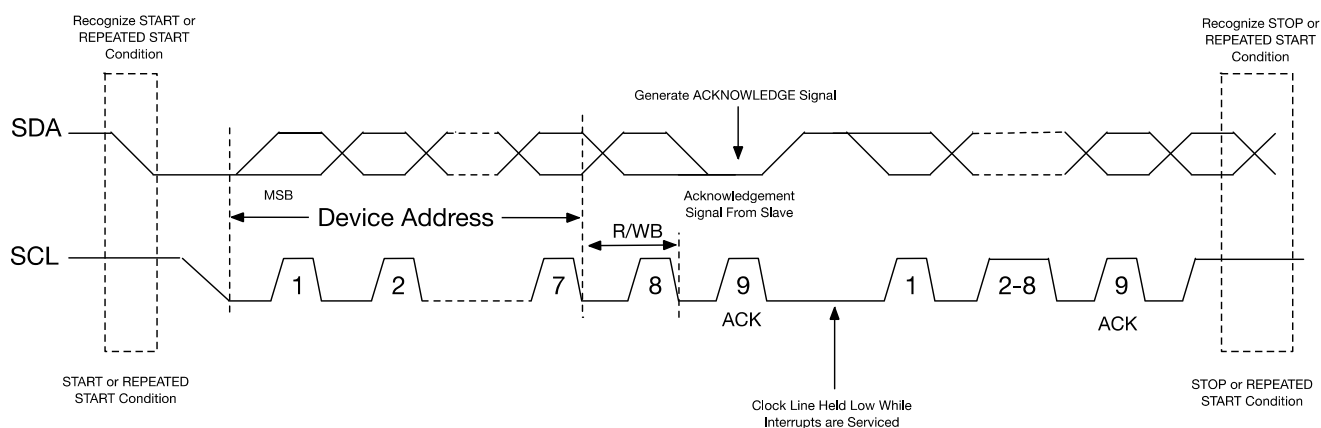 Recognize START or
REPEATED START
Condition
Recognize STOP or
REPEATED START
Condition
Generate ACKNOWLEDGE Signal
SDA
MSB
Acknowledgement
Signal From Slave
Device Address
R/WB
SCL
1
2
7
8
9
1
2-8
9
ACK
ACK
START or REPEATED
START Condition
STOP or REPEATED
START Condition
Clock Line Held Low While
Interrupts are Serviced